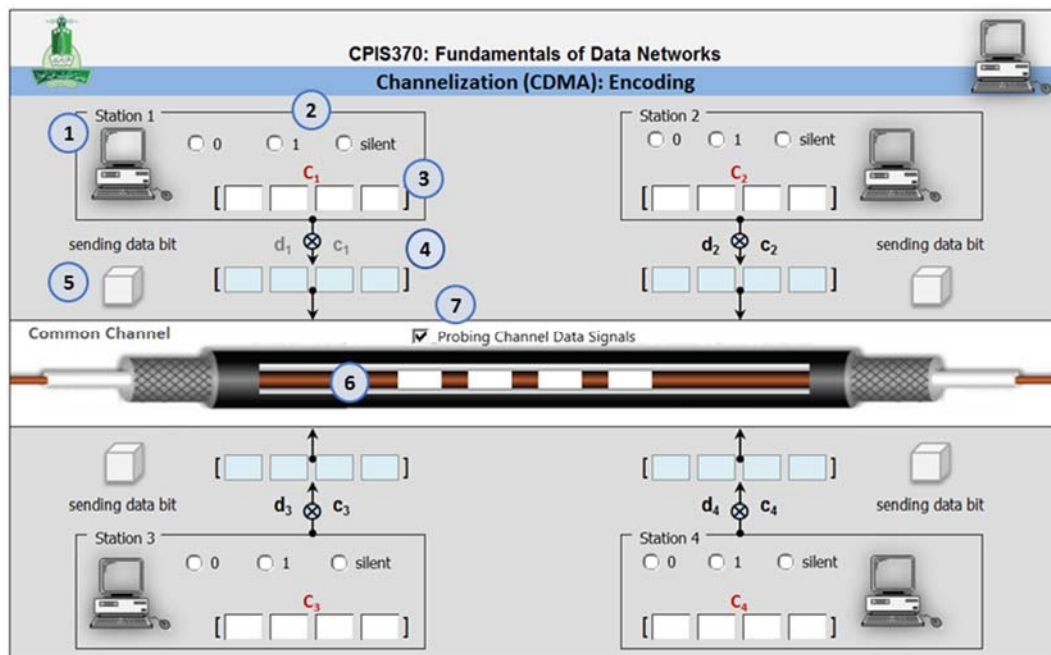 CPIS370: Fundamentals of Data Networks
Channelization (CDMA): Encoding
Station 1
1
2
0 1 silent
C1
[ ]
3
d1 c1
4
sending data bit
5
[ ]
Station 2
0 1 silent
C2
[ ]
d2 c2
sending data bit
[ ]
7
Common Channel
Probing Channel Data Signals
6
[ ]
sending data bit
d3 c3
Station 3
0 1 silent
C3
[ ]
[ ]
sending data bit
d4 c4
Station 4
0 1 silent
C4
[ ]